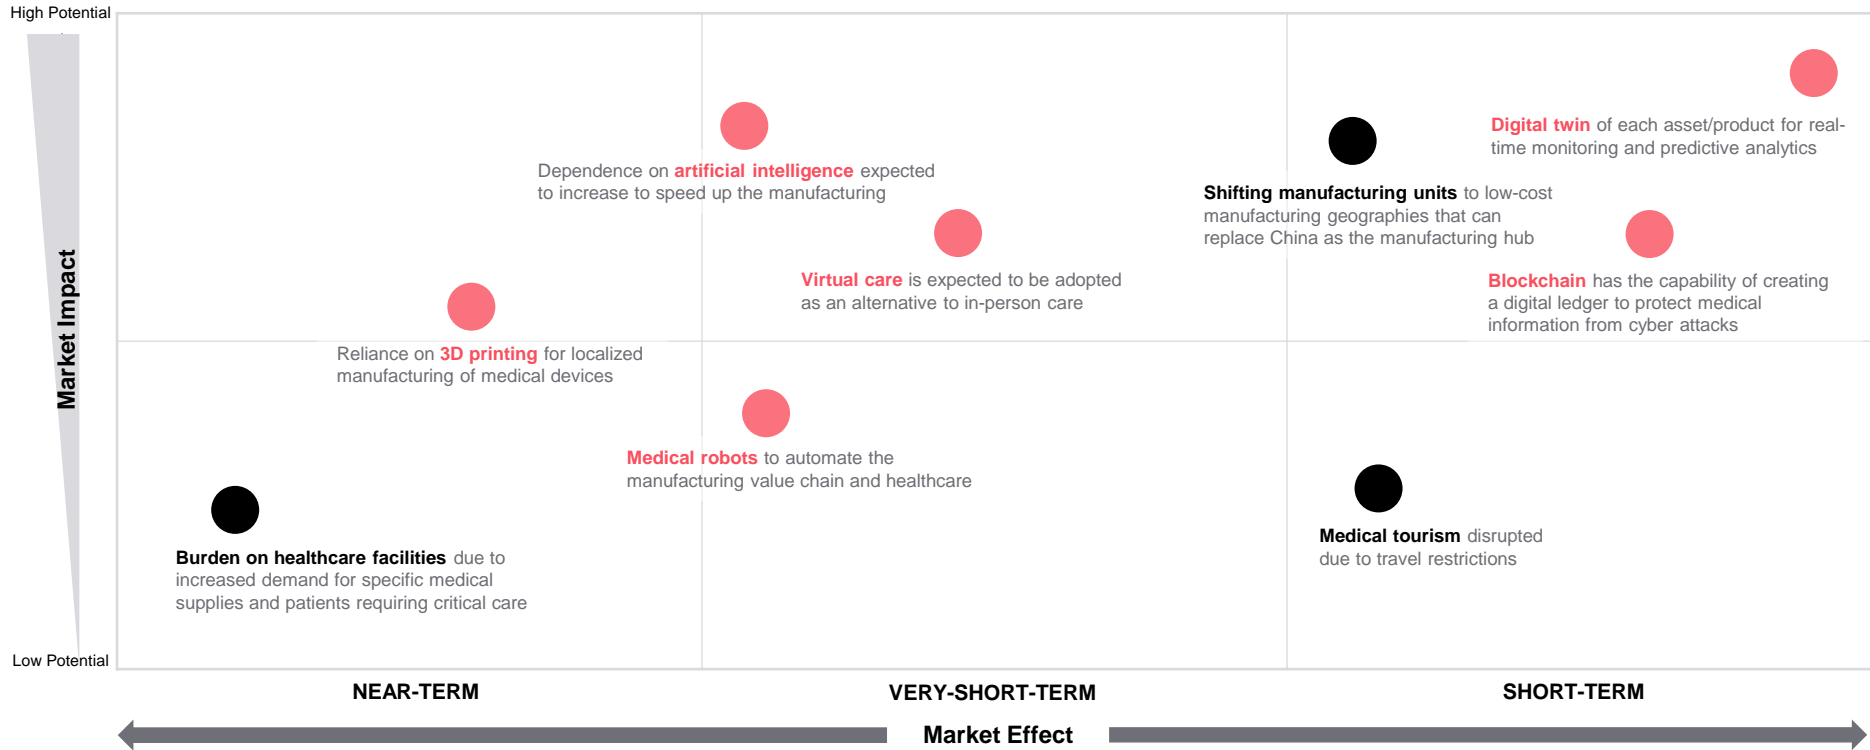 High Potential
Market Impact
Low Potential
Dependence on artificial intelligence expected
to increase to speed up the manufacturing
Digital twin of each asset/product for real-
time monitoring and predictive analytics
Shifting manufacturing units to low-cost
manufacturing geographies that can
replace China as the manufacturing hub
Virtual care is expected to be adopted
as an alternative to in-person care
Blockchain has the capability of creating
a digital ledger to protect medical
information from cyber attacks
Reliance on 3D printing for localized
manufacturing of medical devices
Medical robots to automate the
manufacturing value chain and healthcare
Burden on healthcare facilities due to
increased demand for specific medical
supplies and patients requiring critical care
Medical tourism disrupted
due to travel restrictions
NEAR-TERM
VERY-SHORT-TERM
SHORT-TERM
Market Effect